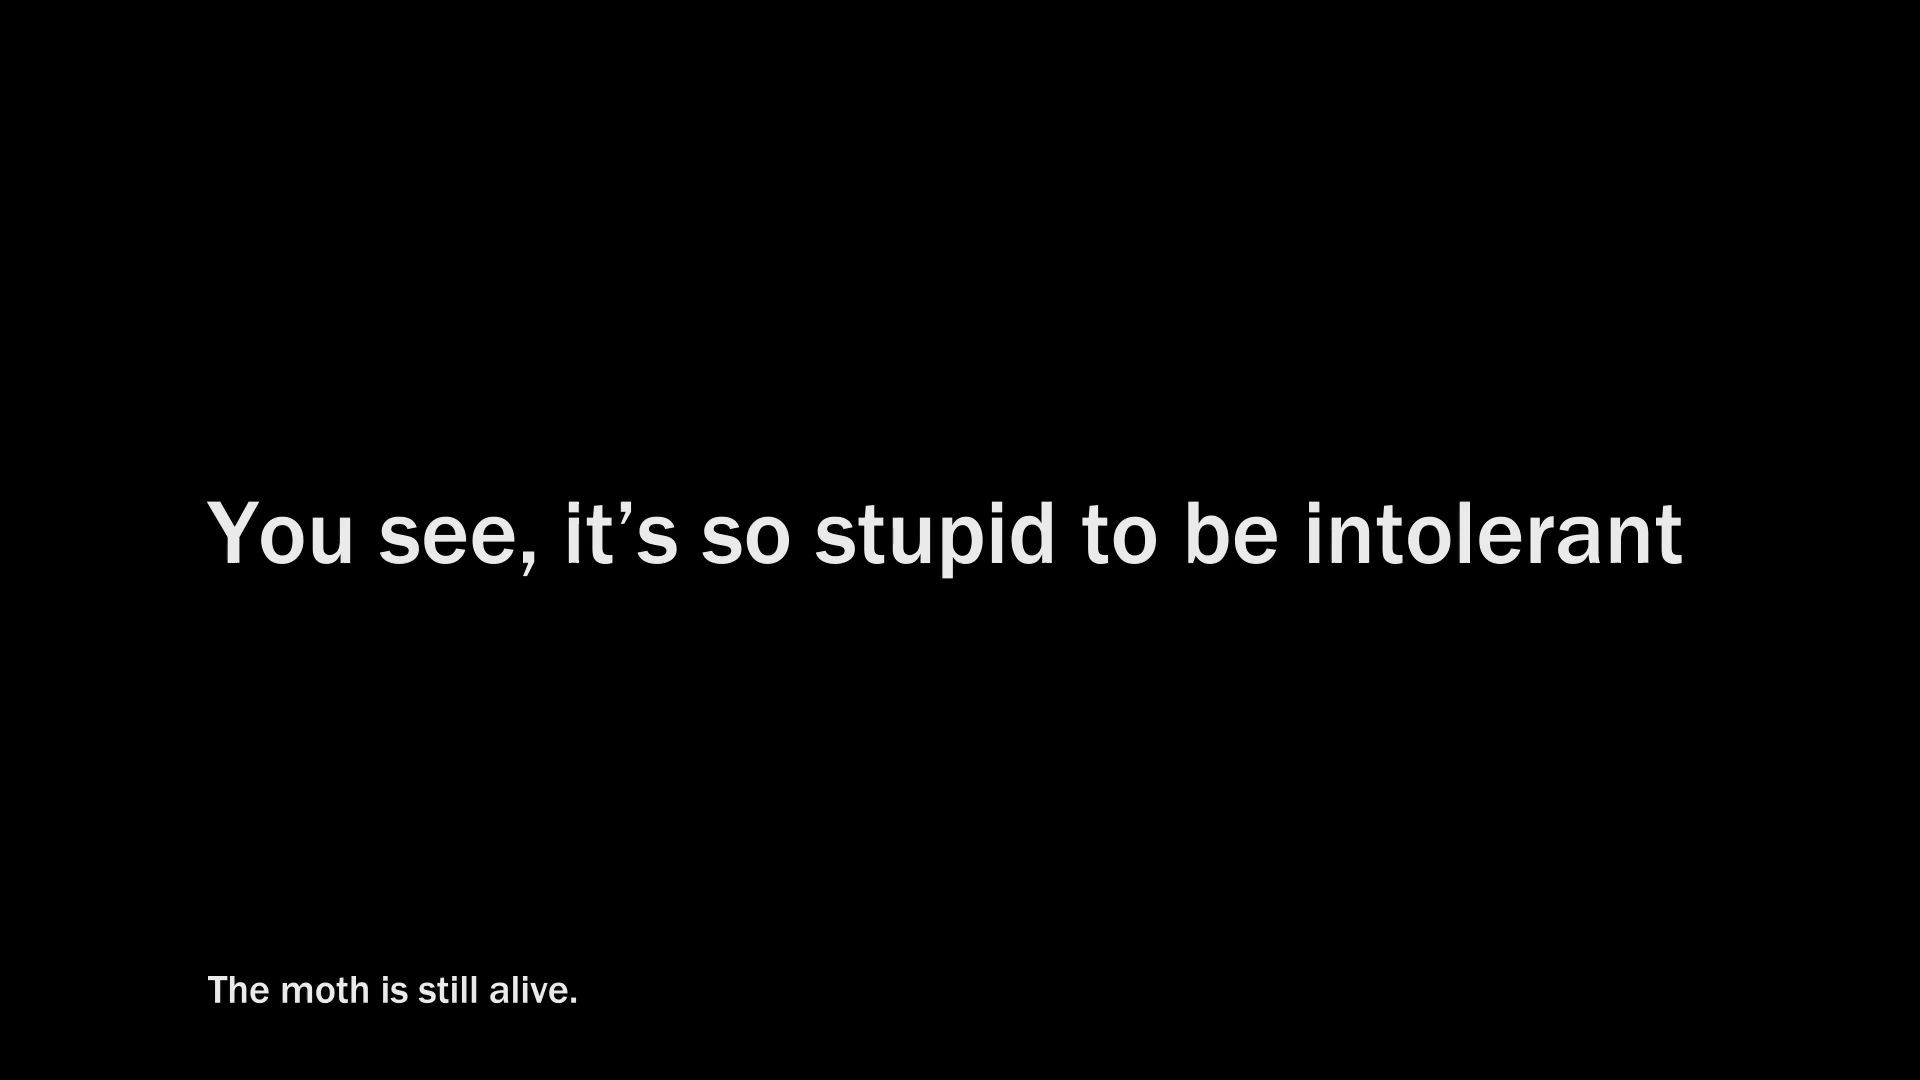 You see, it’s so stupid to be intolerant
The moth is still alive.